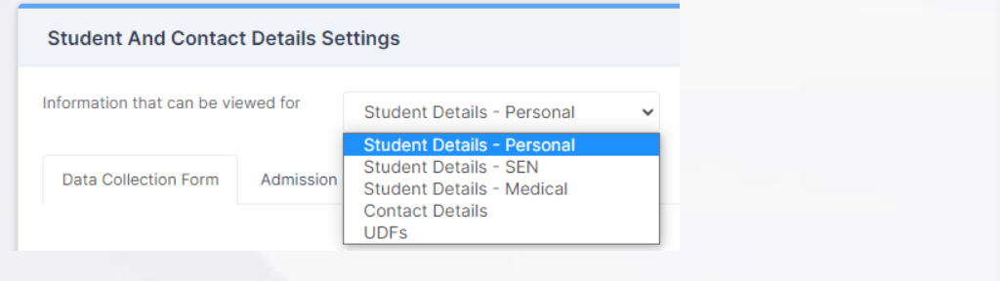 Student And Contact Details Settings
Information that can be viewed for
Student Details - Personal
Student Details - Personal
Student Details - SEN
Student Details - Medical
Contact Details
UDFs
Data Collection Form
Admission